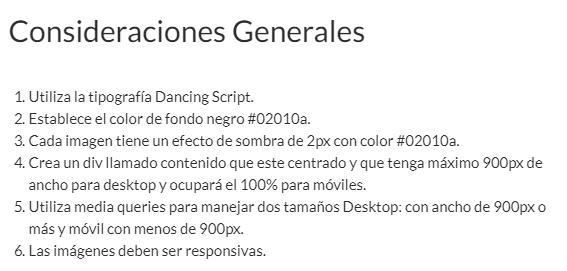 Consideraciones Generales
1. Utiliza la tipografía Dancing Script.
2. Establece el color de fondo negro #02010a.
3. Cada imagen tiene un efecto de sombra de 2px con color #02010a.
4. Crea un div llamado contenido que este centrado y que tenga máximo 900px de
ancho para desktop y ocupará el 100% para móviles.
5. Utiliza media queries para manejar dos tamaños Desktop: con ancho de 900px o
más y móvil con menos de 900px.
6. Las imágenes deben ser responsivas.